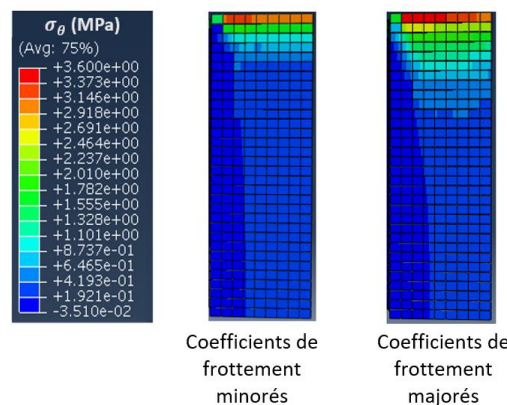 σθ (MPa)
(Avg: 75%)
+3.600e+00
+3.373e+00
+3.146e+00
+2.918e+00
+2.691e+00
+2.464e+00
+2.237e+00
+2.010e+00
+1.782e+00
+1.555e+00
+1.328e+00
+1.101e+00
+8.737e-01
+6.465e-01
+4.193e-01
+1.921e-01
-3.510e-02
Coefficients de
frottement
minorés
Coefficients de
frottement
majorés